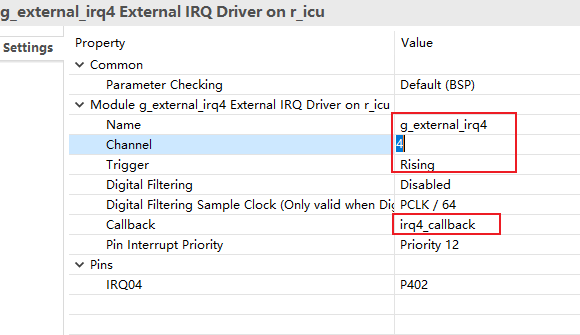 g_external_irq4 External IRQ Driver on r_icu
Settings
Property Value
Common
Parameter Checking Default (BSP)
Module g_external_irq4 External IRQ Driver on r_icu
Name g_external_irq4
Channel 4
Trigger Rising
Digital Filtering Disabled
Digital Filtering Sample Clock (Only valid when Dig PCLK / 64
Callback irq4_callback
Pin Interrupt Priority Priority 12
Pins
IRQ04 P402